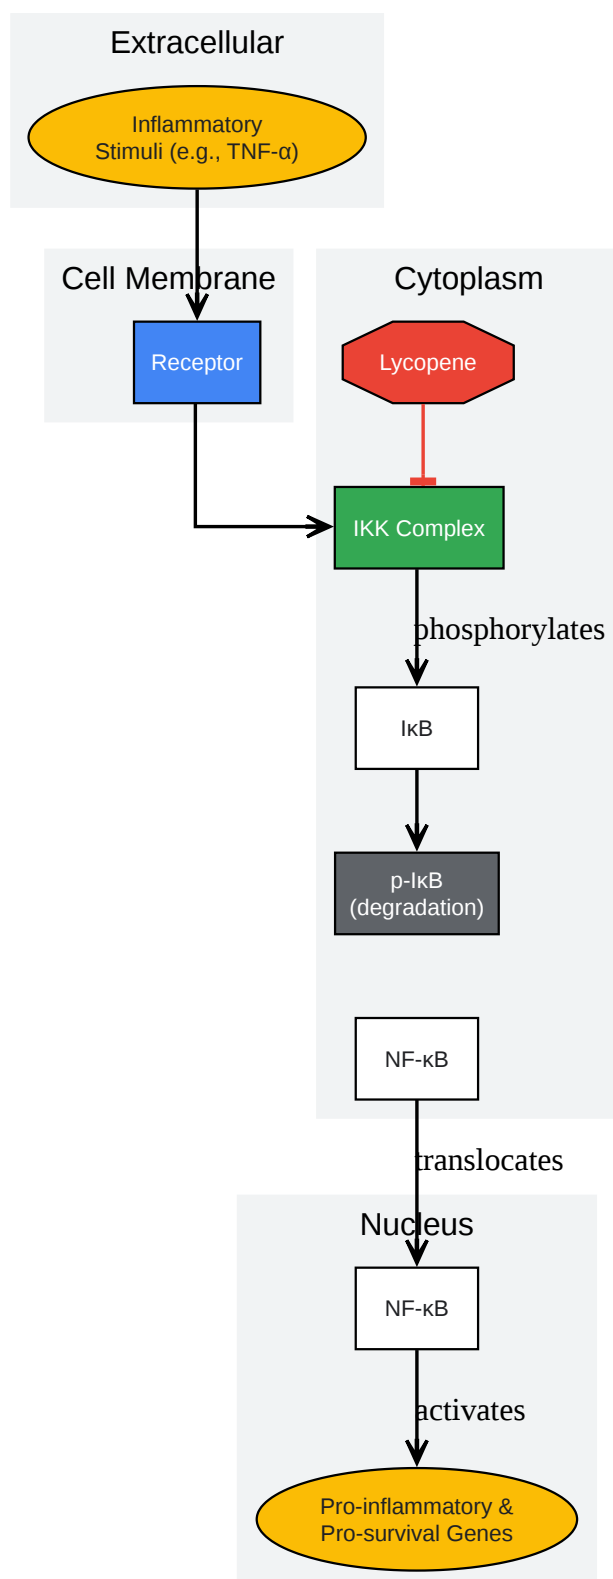 Extracellular
Inflammatory
Stimuli (e.g., TNF-α)
Cell Membrane
Receptor
Cytoplasm
Lycopene
IKK Complex
phosphorylates
IκB
p-IκB
(degradation)
NF-κB
translocates
Nucleus
NF-κB
activates
Pro-inflammatory &
Pro-survival Genes